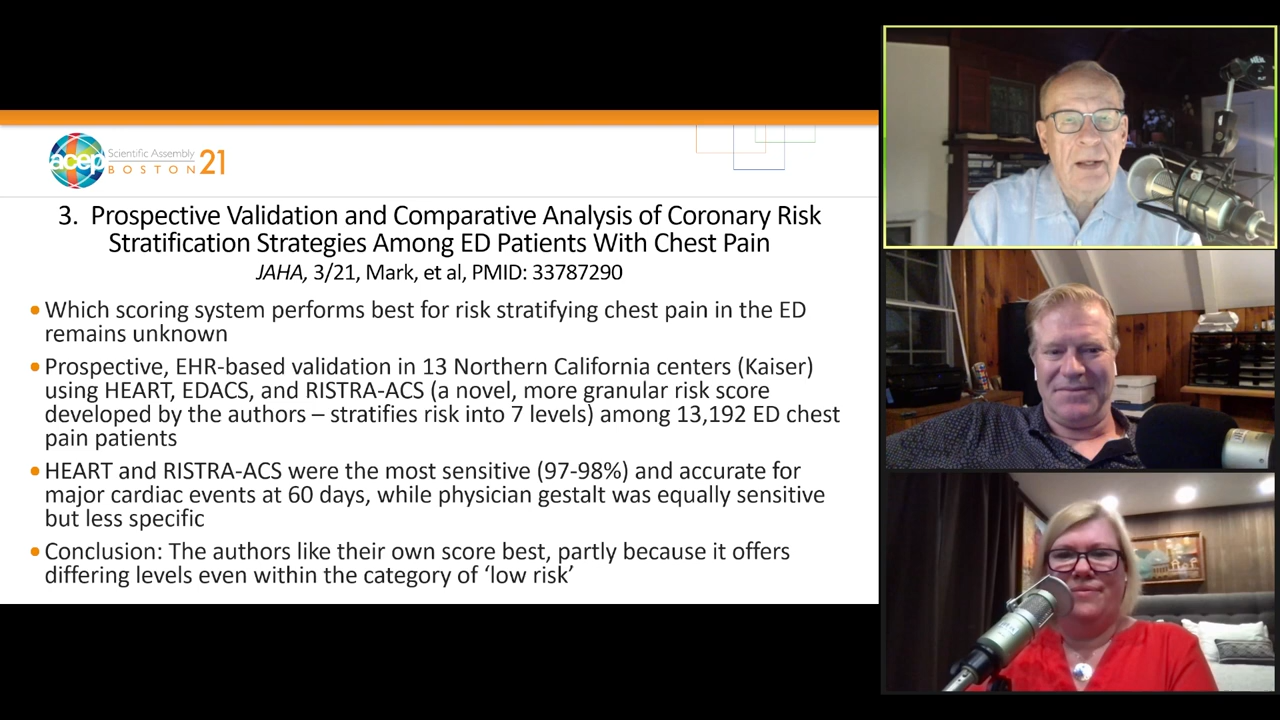 acep
Scientific Assembly
BOSTON 21
3. Prospective Validation and Comparative Analysis of Coronary Risk
Stratification Strategies Among ED Patients With Chest Pain
JAHA, 3/21, Mark, et al, PMID: 33787290
• Which scoring system performs best for risk stratifying chest pain in the ED
remains unknown
• Prospective, EHR-based validation in 13 Northern California centers (Kaiser)
using HEART, EDACS, and RISTRA-ACS (a novel, more granular risk score
developed by the authors – stratifies risk into 7 levels) among 13,192 ED chest
pain patients
• HEART and RISTRA-ACS were the most sensitive (97-98%) and accurate for
major cardiac events at 60 days, while physician gestalt was equally sensitive
but less specific
• Conclusion: The authors like their own score best, partly because it offers
differing levels even within the category of ‘low risk’